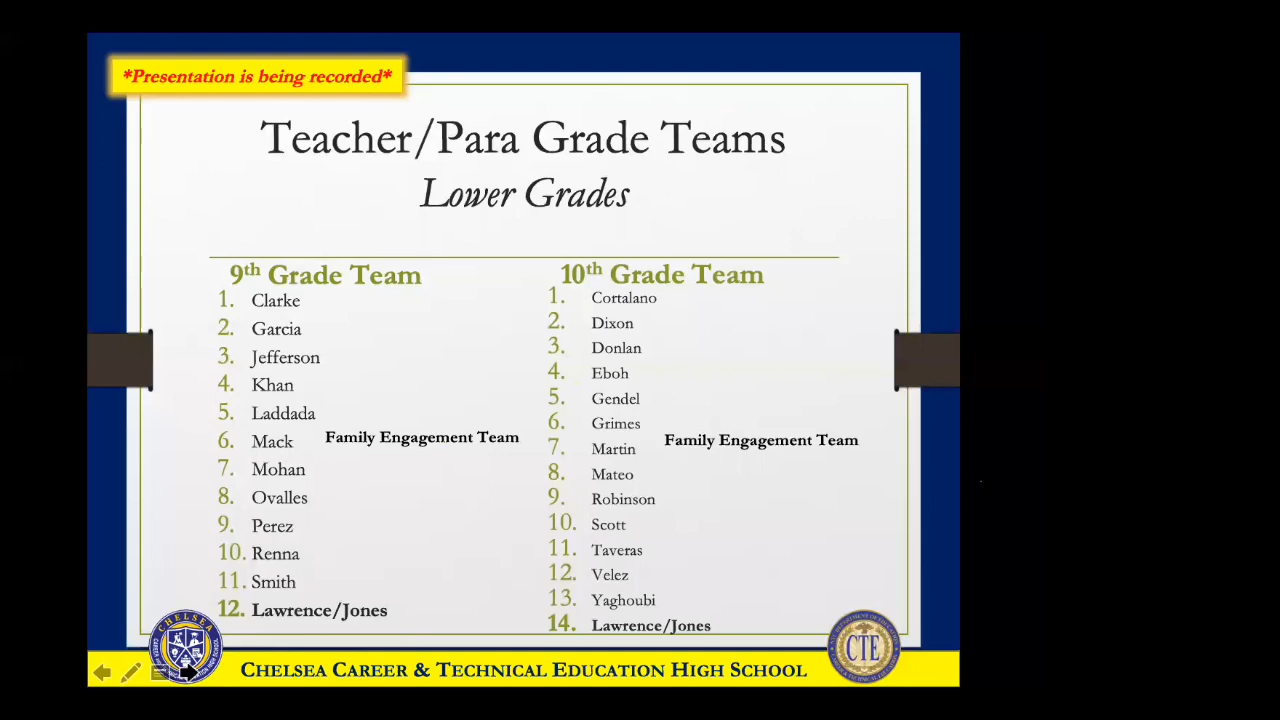 *Presentation is being recorded*
Teacher/Para Grade Teams
Lower Grades
9th Grade Team
1. Clarke
2. Garcia
3. Jefferson
4. Khan
5. Laddada
6. Mack
7. Mohan
8. Ovalles
9. Perez
10. Renna
11. Smith
12. Lawrence/Jones
Family Engagement Team
10th Grade Team
1. Cortalano
2. Dixon
3. Donlan
4. Eboh
5. Gendel
6. Grimes
7. Martin
8. Mateo
9. Robinson
10. Scott
11. Taveras
12. Velez
13. Yaghoubi
14. Lawrence/Jones
Family Engagement Team
CHELSEA
CTE
CHELSEA CAREER & TECHNICAL EDUCATION HIGH SCHOOL